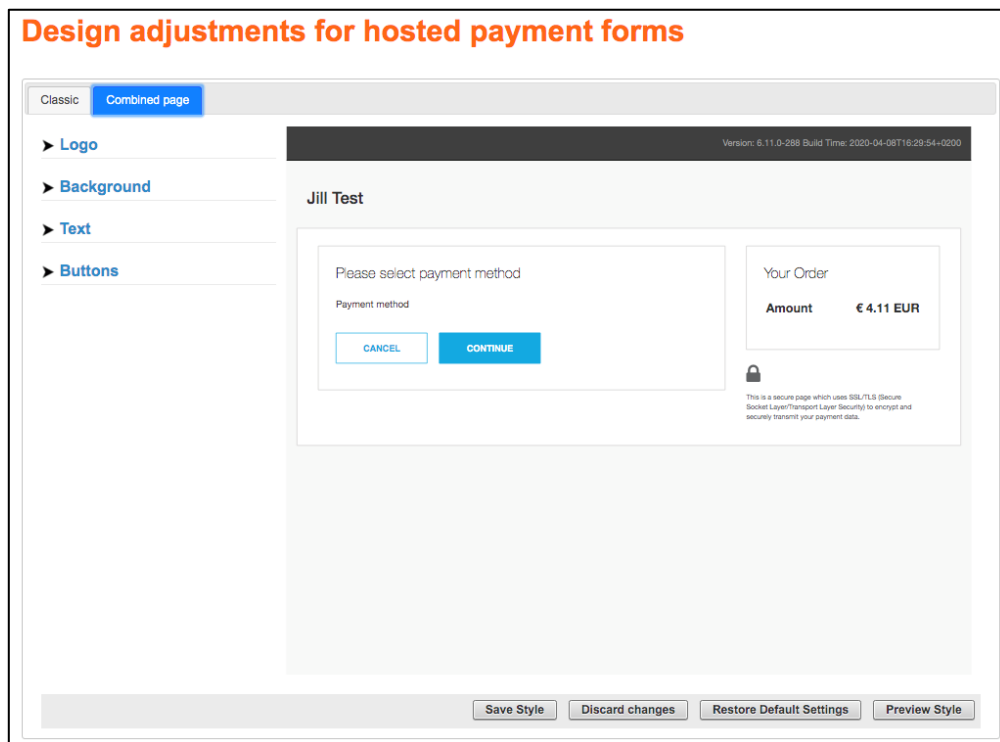 Design adjustments for hosted payment forms
Classic
Combined page
Logo
Background
Text
Buttons
Version: 6.11.0-288 Build Time: 2020-04-08T16:29:54+0200
Jill Test
Please select payment method
Payment method
CANCEL
CONTINUE
Your Order
Amount € 4.11 EUR
This is a secure page which uses SSL/TLS (Secure
Socket Layer/Transport Layer Security) to encrypt and
securely transmit your payment data.
Save Style
Discard changes
Restore Default Settings
Preview Style